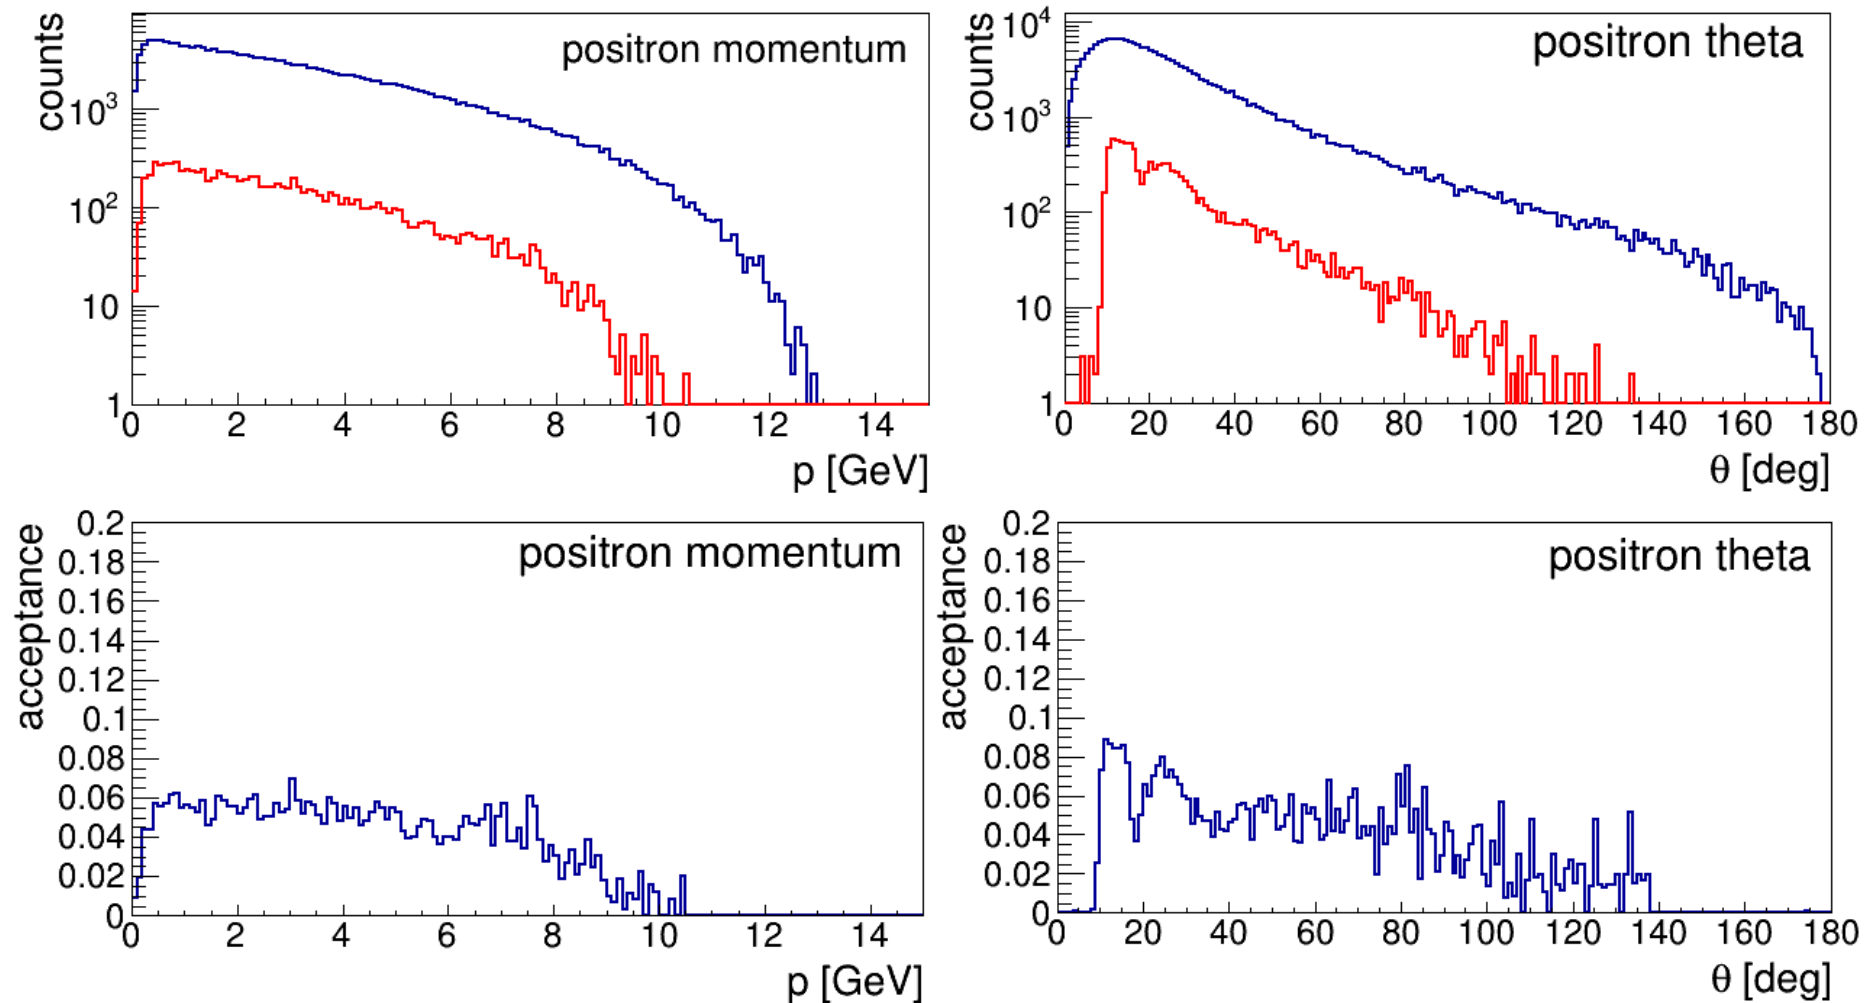 counts
positron momentum
10³
10²
10
1
0 2 4 6 8 10 12 14
p [GeV]
counts
positron theta
10⁴
10³
10²
10
1
0 20 40 60 80 100 120 140 160 180
θ [deg]
acceptance
positron momentum
0.2
0.18
0.16
0.14
0.12
0.1
0.08
0.06
0.04
0.02
0
0 2 4 6 8 10 12 14
p [GeV]
acceptance
positron theta
0.2
0.18
0.16
0.14
0.12
0.1
0.08
0.06
0.04
0.02
0
0 20 40 60 80 100 120 140 160 180
θ [deg]